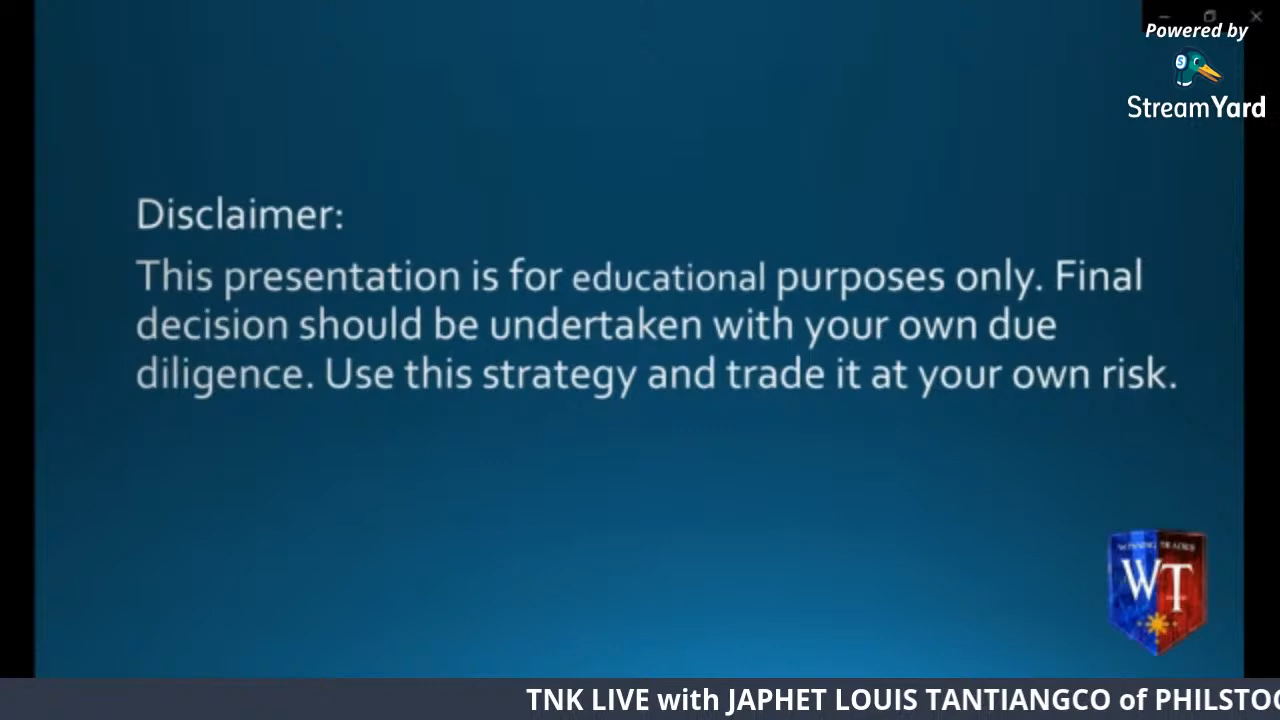 Powered by
StreamYard
Disclaimer:
This presentation is for educational purposes only. Final
decision should be undertaken with your own due
diligence. Use this strategy and trade it at your own risk.
WT
TNK LIVE with JAPHET LOUIS TANTIANGCO of PHILSTO